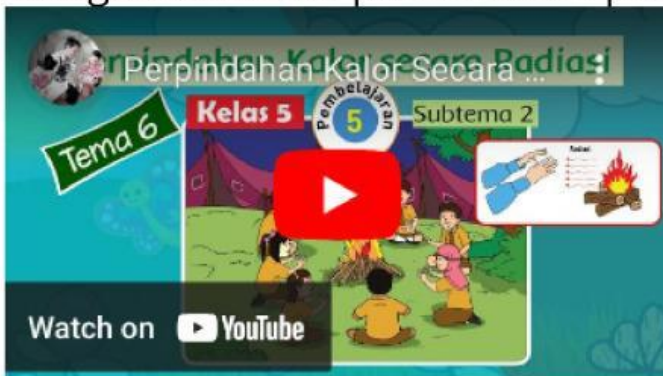 Perpindahan Kalor secara Radiasi
Perpindahan Kalor Secara ...
Tema 6
Kelas 5
Pembelajaran
5
Subtema 2
Radiasi
Watch on YouTube